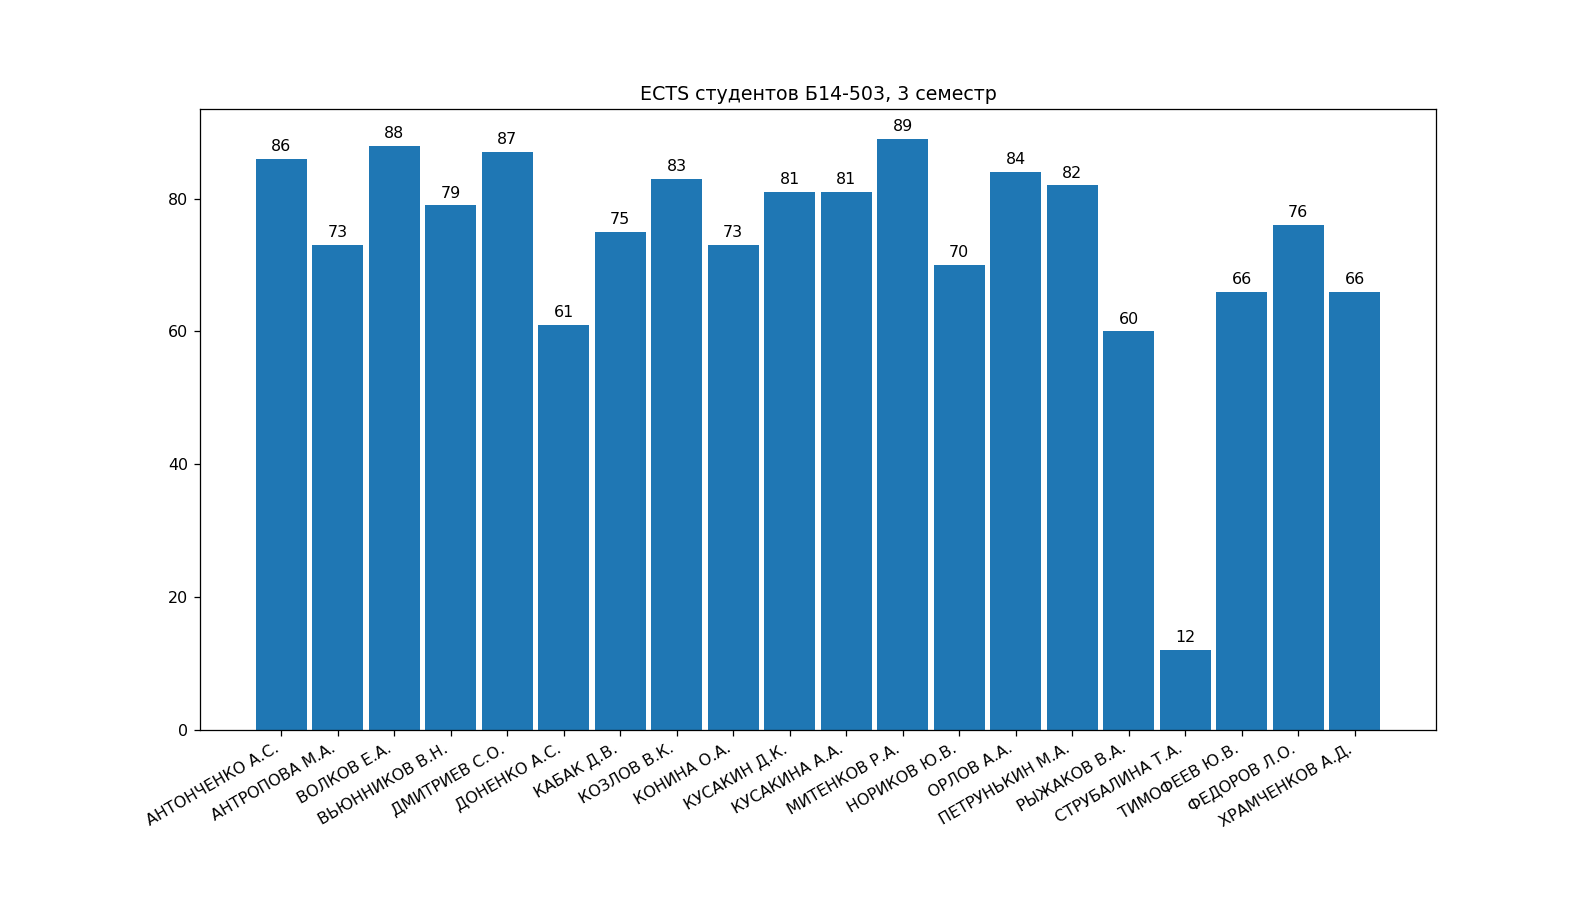 ECTS студентов Б14-503, 3 семестр
86
73
88
79
87
61
75
83
73
81
81
89
70
84
82
60
12
66
76
66
80
60
40
20
0
АНТОНЧЕНКО А.С.
АНТРОПОВА М.А.
ВОЛКОВ Е.А.
ВЬЮННИКОВ В.Н.
ДМИТРИЕВ С.О.
ДОНЕНКО А.С.
КАБАК Д.В.
КОЗЛОВ В.К.
КОНИНА О.А.
КУСАКИН Д.К.
КУСАКИНА А.А.
МИТЕНКОВ Р.А.
НОРИКОВ Ю.В.
ОРЛОВ А.А.
ПЕТРУНЬКИН М.А.
РЫЖАКОВ В.А.
СТРУБАЛИНА Т.А.
ТИМОФЕЕВ Ю.В.
ФЕДОРОВ Л.О.
ХРАМЧЕНКОВ А.Д.